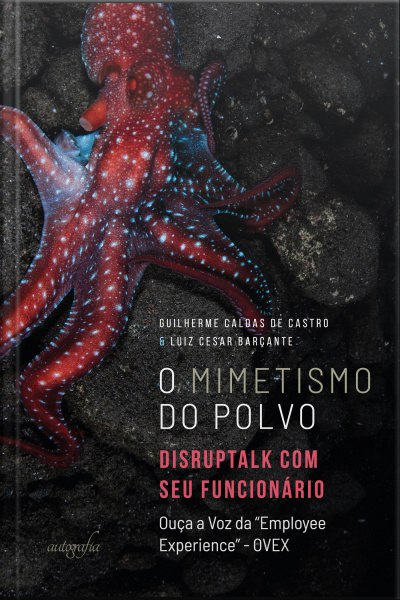 GUILHERME CALDAS DE CASTRO
& LUIZ CESAR BARÇANTE
O MIMETISMO
DO POLVO
DISRUPTALK COM
SEU FUNCIONÁRIO
Ouça a Voz da “Employee
Experience” - OVEX
autografia